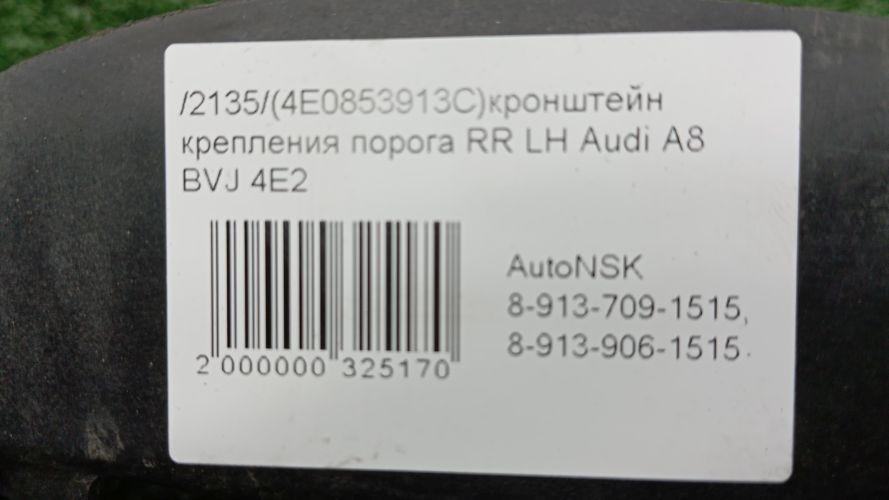 /2135/(4E0853913C)кронштейн
крепления порога RR LH Audi A8
BVJ 4E2
AutoNSK
8-913-709-1515,
8-913-906-1515
2 000000 325170